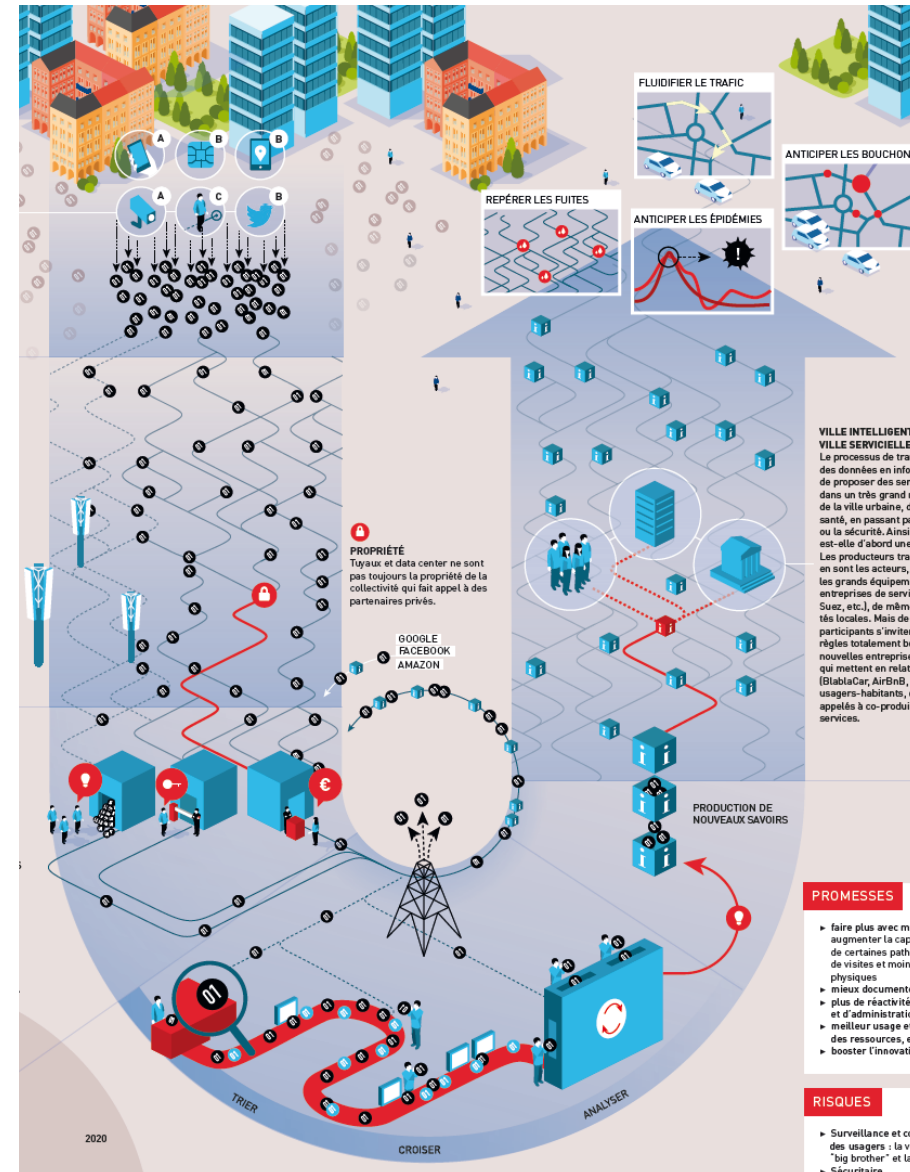 FLUIDIFIER LE TRAFIC
ANTICIPER LES BOUCHON
REPÉRER LES FUITES
ANTICIPER LES ÉPIDÉMIES
!
A
B
B
A
C
B
PROPRIÉTÉ
Tuyaux et data center ne sont
pas toujours la propriété de la
collectivité qui fait appel à des
partenaires privés.
GOOGLE
FACEBOOK
AMAZON
VILLE INTELLIGENT
VILLE SERVICIELLE
Le processus de tra
des données en info
de proposer des ser
dans un très grand
de la ville urbaine, d
santé, en passant pa
ou la sécurité. Ainsi
est-elle d'abord une
Les producteurs tra
en sont les acteurs,
les grands équipem
entreprises de servi
Suez, etc.), de mêm
tés locales. Mais de
participants s'inviter
règles totalement b
nouvelles entreprise
qui mettent en relat
(BlablaCar, AirBnB,
usagers-habitants,
appelés à co-produi
services.
€
PRODUCTION DE
NOUVEAUX SAVOIRS
01
PROMESSES
► faire plus avec m
augmenter la cap
de certaines path
de visites et moin
physiques
► mieux documente
► plus de réactivité
et d'administratio
► meilleur usage et
des ressources, e
► booster l'innovati
RISQUES
► Surveillance et co
des usagers : la v
"big brother" et la
► Sécuritaire
TRIER
CROISER
ANALYSER
2020